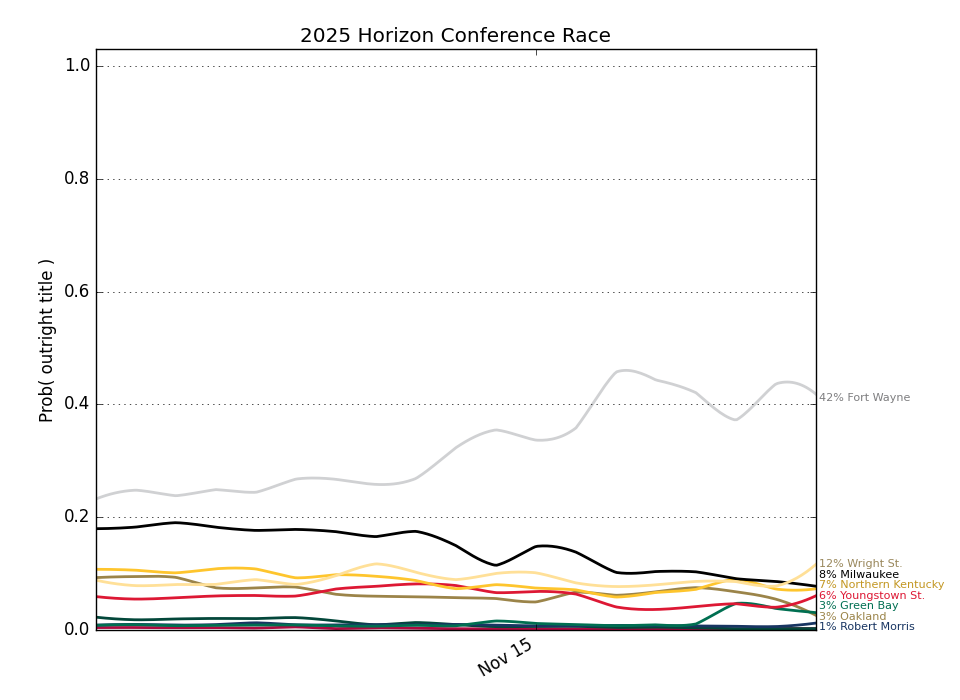 2025 Horizon Conference Race
Prob( outright title )
1.0
0.8
0.6
0.4
0.2
0.0
Nov 15
42% Fort Wayne
12% Wright St.
8% Milwaukee
7% Northern Kentucky
6% Youngstown St.
3% Green Bay
3% Oakland
1% Robert Morris